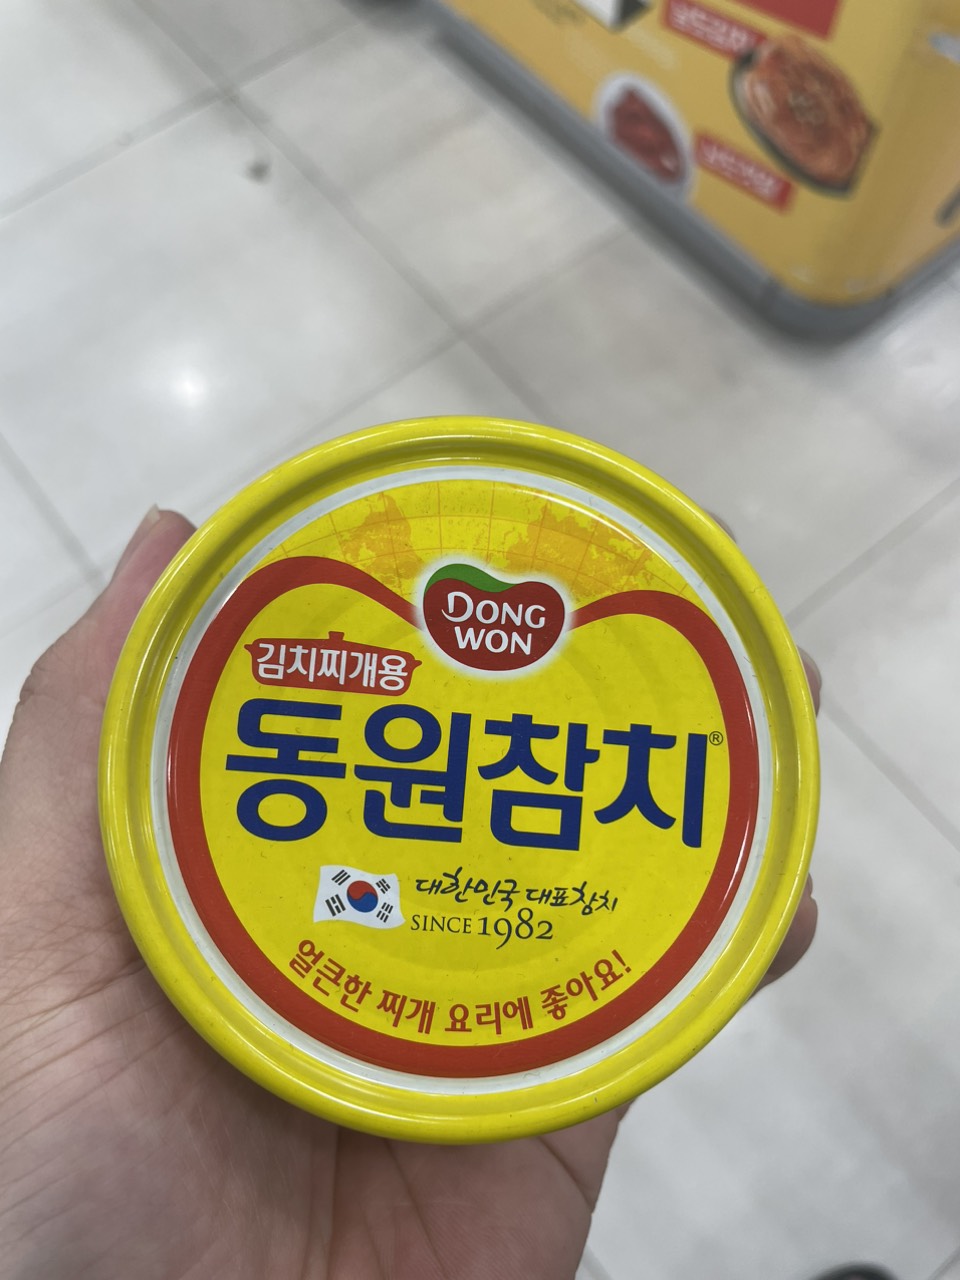 DONG
WON
김치찌개용
동원참치®
대한민국 대표참치
SINCE 1982
얼큰한 찌개 요리에 좋아요!